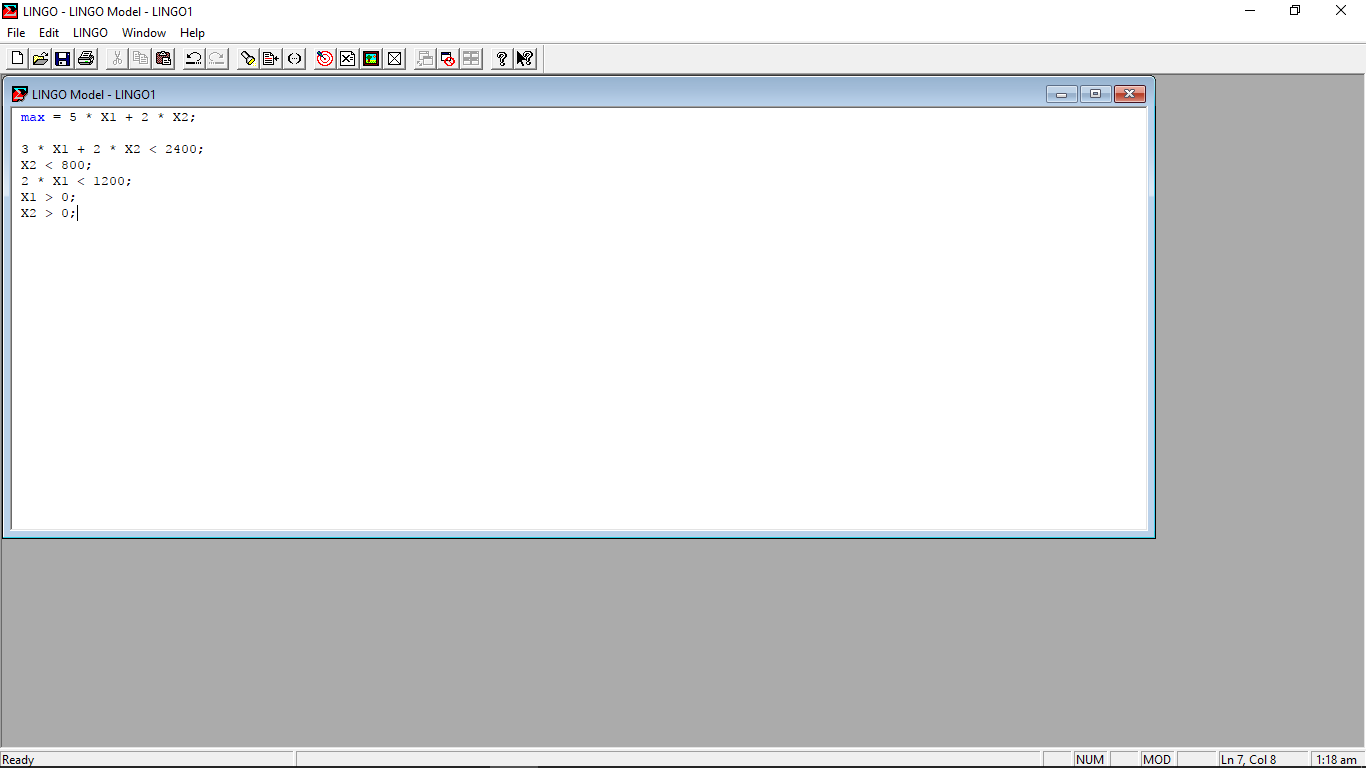 LINGO - LINGO Model - LINGO1
File Edit LINGO Window Help
LINGO Model - LINGO1
max = 5 * X1 + 2 * X2;
3 * X1 + 2 * X2 < 2400;
X2 < 800;
2 * X1 < 1200;
X1 > 0;
X2 > 0;
Ready NUM MOD Ln 7, Col 8 1:18 am